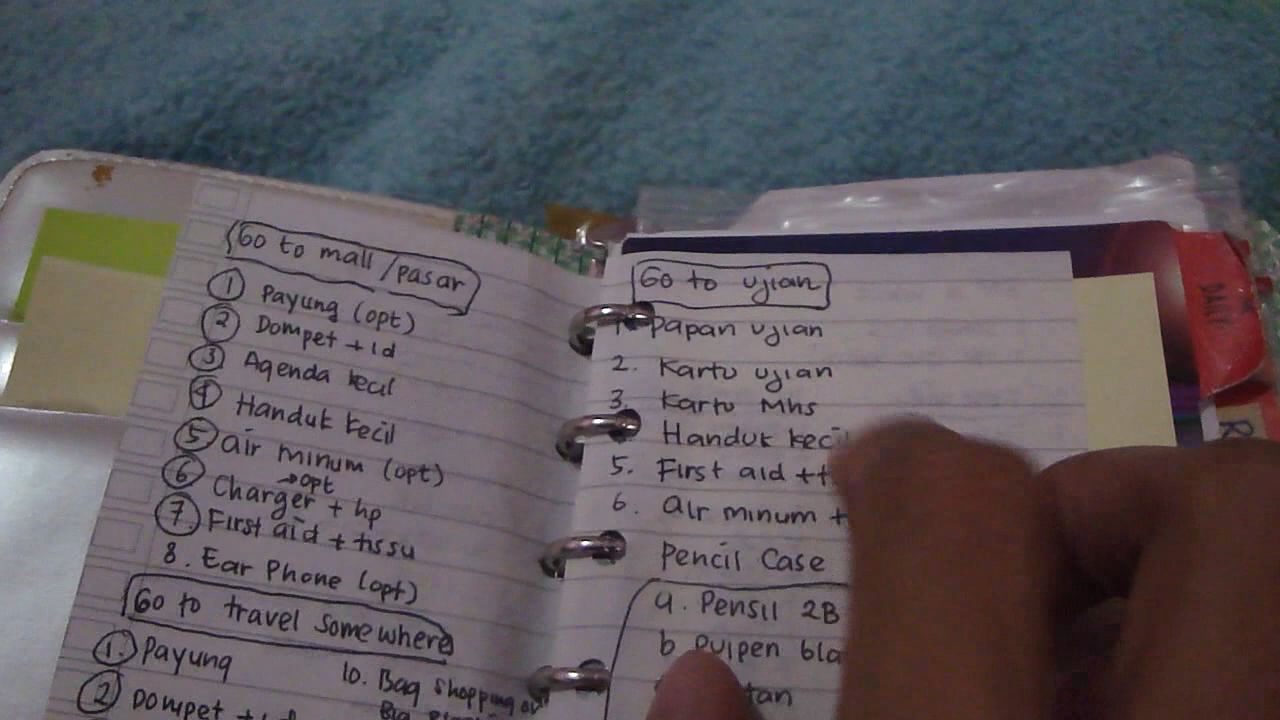 Go to mall/pasar
1 Payung (opt)
2 Dompet + id
3 Agenda kecil
4 Handuk kecil
5 air minum (opt)
→opt
6 Charger + hp
7. First aid + tissu
8. Ear Phone (opt)
Go to travel somewhere
1. Payung
2 Dompet +
10. Bag shopping
Go to ujian
1. Papan ujian
2. Kartu ujian
3. Kartu Mhs
Handuk kecil
5. First aid +
6. air minum +
Pencil Case
a. Pensil 2B
b Pulpen